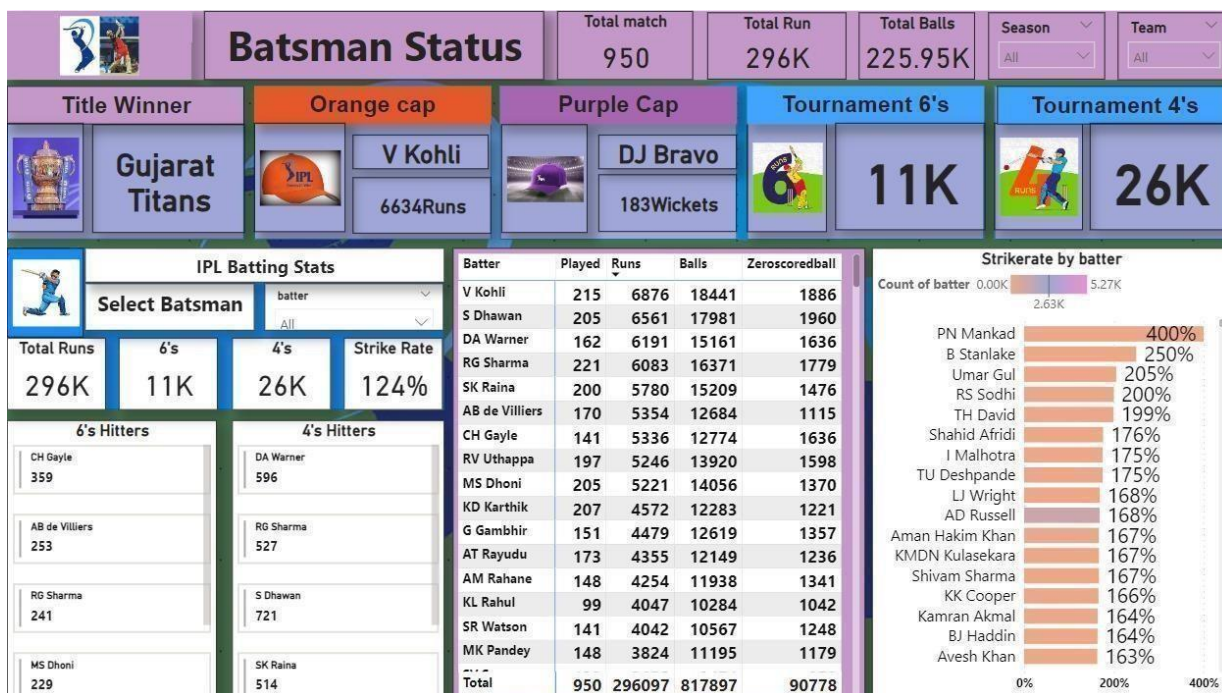 Batsman Status
Total match
950
Total Run
296K
Total Balls
225.95K
Season
All
Team
All
Title Winner
Gujarat
Titans
Orange cap
IPL
V Kohli
6634Runs
Purple Cap
DJ Bravo
183Wickets
Tournament 6's
6
RUNS
11K
Tournament 4's
4
RUNS
26K
IPL Batting Stats
Select Batsman
batter
All
Total Runs
296K
6's
11K
4's
26K
Strike Rate
124%
6's Hitters
CH Gayle
359
AB de Villiers
253
RG Sharma
241
MS Dhoni
229
4's Hitters
DA Warner
596
RG Sharma
527
S Dhawan
721
SK Raina
514
Batter Played Runs Balls Zeroscoredball
V Kohli 215 6876 18441 1886
S Dhawan 205 6561 17981 1960
DA Warner 162 6191 15161 1636
RG Sharma 221 6083 16371 1779
SK Raina 200 5780 15209 1476
AB de Villiers 170 5354 12684 1115
CH Gayle 141 5336 12774 1636
RV Uthappa 197 5246 13920 1598
MS Dhoni 205 5221 14056 1370
KD Karthik 207 4572 12283 1221
G Gambhir 151 4479 12619 1357
AT Rayudu 173 4355 12149 1236
AM Rahane 148 4254 11938 1341
KL Rahul 99 4047 10284 1042
SR Watson 141 4042 10567 1248
MK Pandey 148 3824 11195 1179
Total 950 296097 817897 90778
Strikerate by batter
Count of batter 0.00K 5.27K
2.63K
PN Mankad 400%
B Stanlake 250%
Umar Gul 205%
RS Sodhi 200%
TH David 199%
Shahid Afridi 176%
I Malhotra 175%
TU Deshpande 175%
LJ Wright 168%
AD Russell 168%
Aman Hakim Khan 167%
KMDN Kulasekara 167%
Shivam Sharma 167%
KK Cooper 166%
Kamran Akmal 164%
BJ Haddin 164%
Avesh Khan 163%
0% 200% 400%